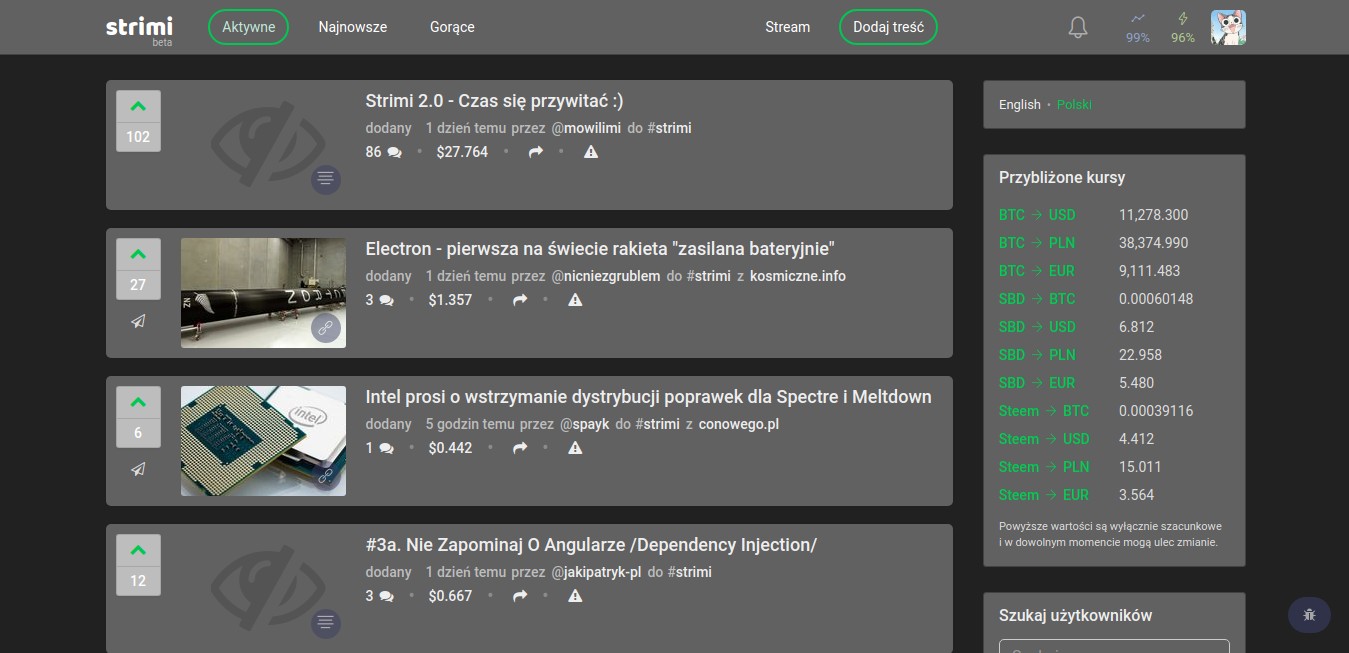 strimi
beta
Aktywne
Najnowsze
Gorące
Stream
Dodaj treść
99%
96%
102
Strimi 2.0 - Czas się przywitać :)
dodany 1 dzień temu przez @mowilimi do #strimi
86 • $27.764 • •
27
Electron - pierwsza na świecie rakieta "zasilana bateryjnie"
dodany 1 dzień temu przez @nicniezgrublem do #strimi z kosmiczne.info
3 • $1.357 • •
6
Intel prosi o wstrzymanie dystrybucji poprawek dla Spectre i Meltdown
dodany 5 godzin temu przez @spayk do #strimi z conowego.pl
1 • $0.442 • •
intel
12
#3a. Nie Zapominaj O Angularze /Dependency Injection/
dodany 1 dzień temu przez @jakipatryk-pl do #strimi
3 • $0.667 • •
English • Polski
Przybliżone kursy
BTC → USD 11,278.300
BTC → PLN 38,374.990
BTC → EUR 9,111.483
SBD → BTC 0.00060148
SBD → USD 6.812
SBD → PLN 22.958
SBD → EUR 5.480
Steem → BTC 0.00039116
Steem → USD 4.412
Steem → PLN 15.011
Steem → EUR 3.564
Powyższe wartości są wyłącznie szacunkowe
i w dowolnym momencie mogą ulec zmianie.
Szukaj użytkowników